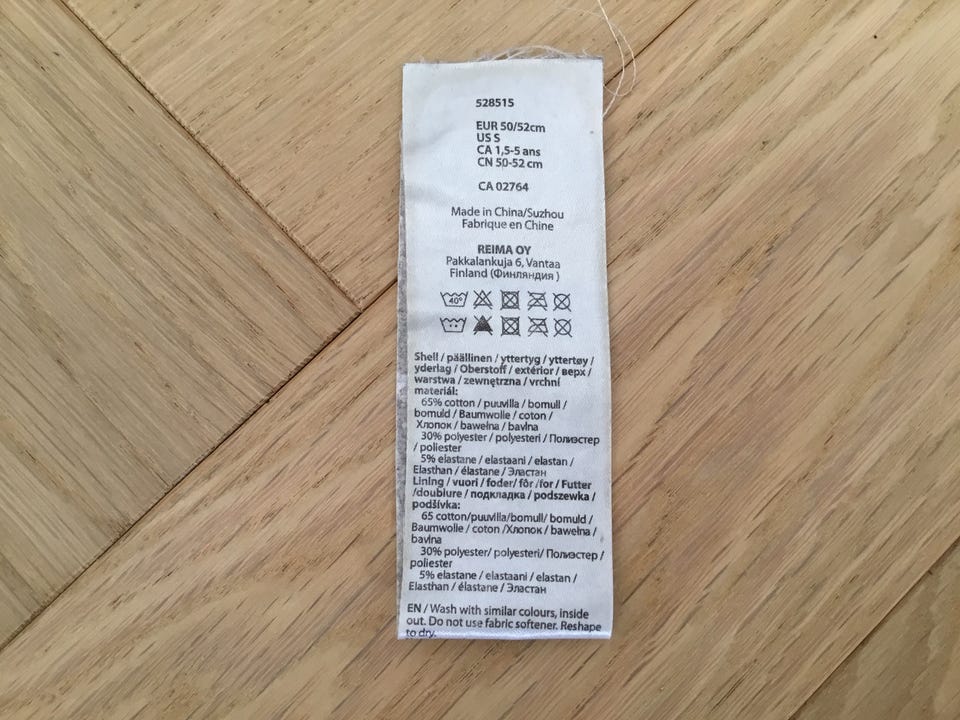 528515
EUR 50/52cm
US S
CA 1,5-5 ans
CN 50-52 cm
CA 02764
Made in China/Suzhou
Fabrique en Chine
REIMA OY
Pakkalankuja 6, Vantaa
Finland (Финляндия )
40°
Shell / päällinen / yttertyg / yttertøy /
yderlag / Oberstoff / extérior / верх /
warstwa / zewnętrzna / vrchní
materiál:
65% cotton / puuvilla / bomull /
bomuld / Baumwolle / coton /
Хлопок / bawełna / bavlna
30% polyester / polyesteri / Полиэстер
/ poliester
5% elastane / elastaani / elastan /
Elasthan / élastane / Эластан
Lining / vuori / foder/ fôr /for / Futter
/doublure / подкладка / podszewka /
podšívka:
65 cotton/puuvilla/bomull/ bomuld /
Baumwolle / coton /Хлопок / bawełna /
bavlna
30% polyester/ polyesteri/ Полиэстер /
poliester
5% elastane / elastaani / elastan /
Elasthan / élastane / Эластан
EN / Wash with similar colours, inside
out. Do not use fabric softener. Reshape
to dry.